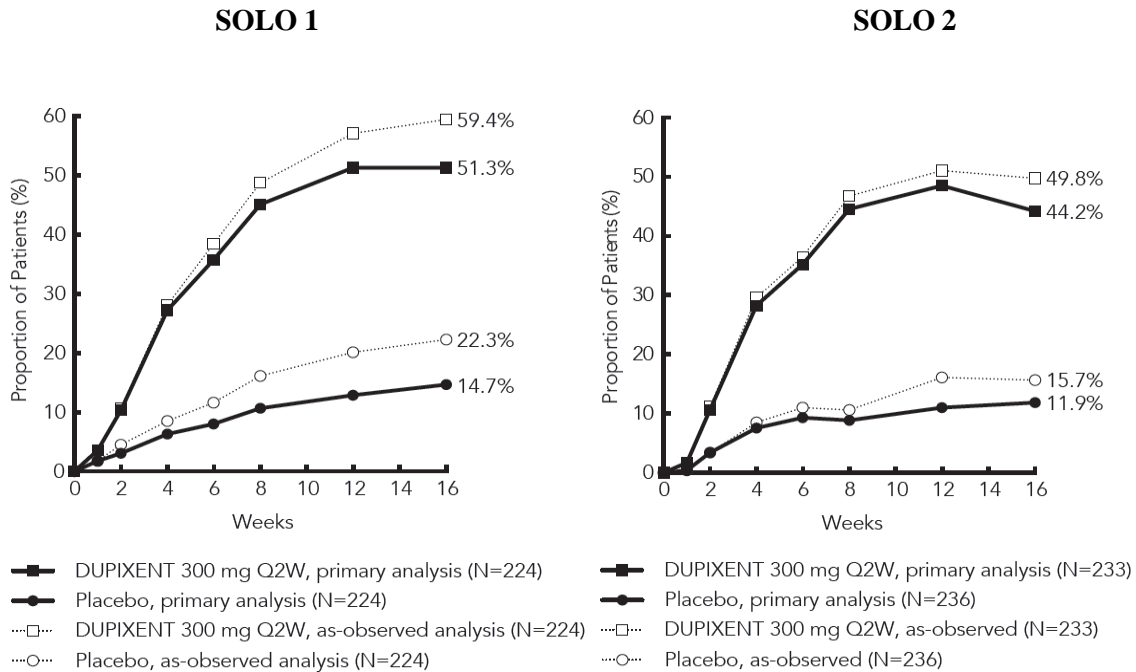 SOLO 1
Proportion of Patients (%)
60
50
40
30
20
10
0
59.4%
51.3%
22.3%
14.7%
0 2 4 6 8 10 12 14 16
Weeks
DUPIXENT 300 mg Q2W, primary analysis (N=224)
Placebo, primary analysis (N=224)
DUPIXENT 300 mg Q2W, as-observed analysis (N=224)
Placebo, as-observed analysis (N=224)
SOLO 2
Proportion of Patients (%)
60
50
40
30
20
10
0
49.8%
44.2%
15.7%
11.9%
0 2 4 6 8 10 12 14 16
Weeks
DUPIXENT 300 mg Q2W, primary analysis (N=233)
Placebo, primary analysis (N=236)
DUPIXENT 300 mg Q2W, as-observed (N=233)
Placebo, as-observed (N=236)